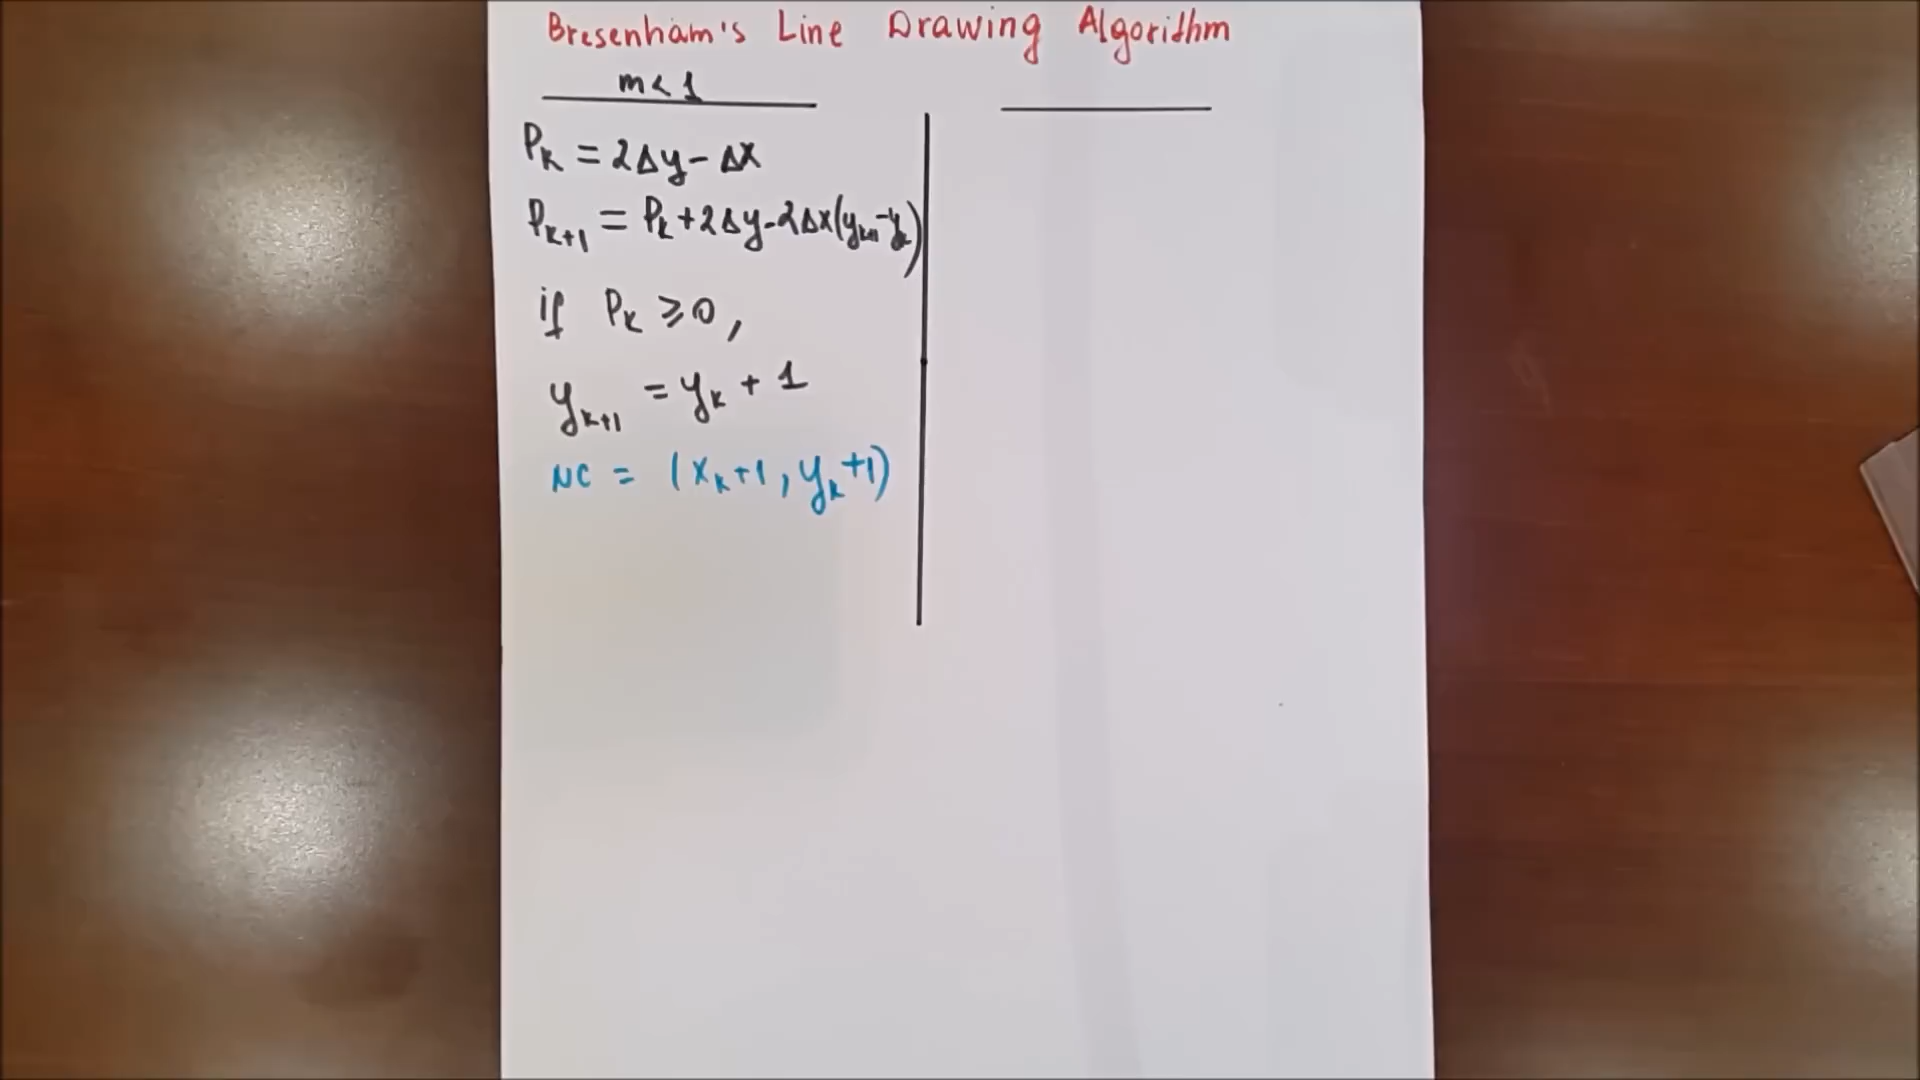 Bresenham's Line Drawing Algorithm
m < 1
Pk = 2Δy - Δx
Pk+1 = Pk + 2Δy - 2Δx(yk+1 - yk)
if Pk ≥ 0,
yk+1 = yk + 1
NC = (xk+1, yk+1)